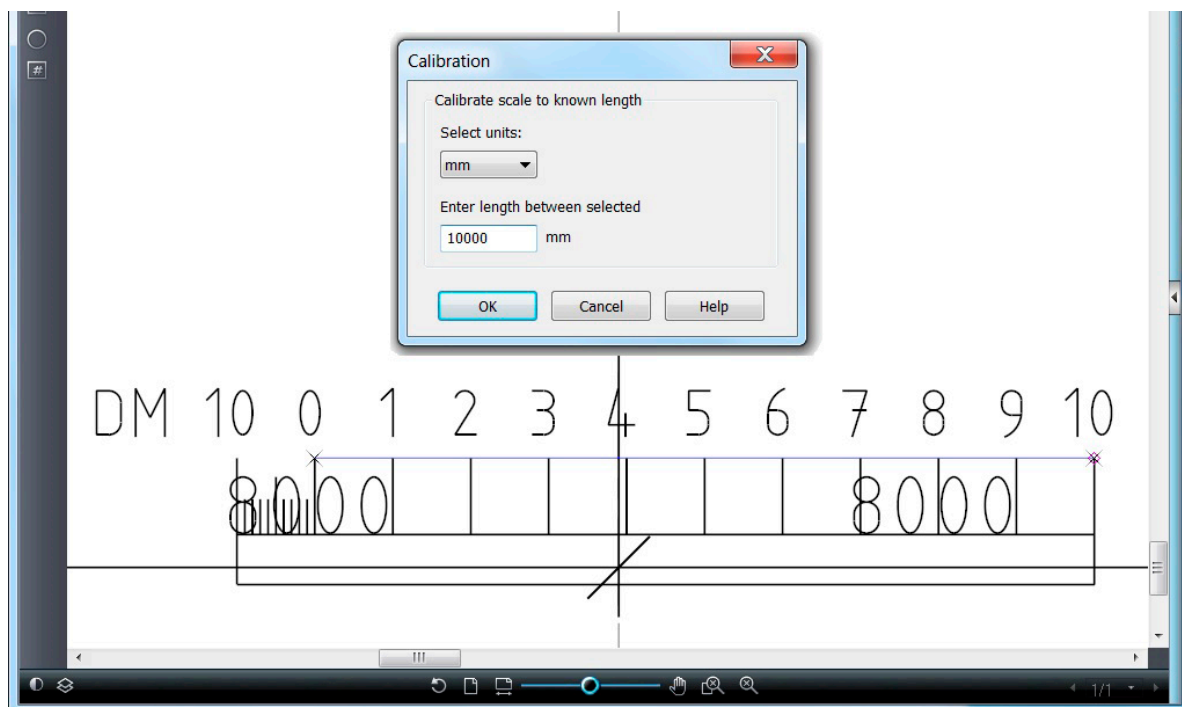 #
Calibration
X
Calibrate scale to known length
Select units:
mm
Enter length between selected
10000 mm
OK Cancel Help
DM 10 0 1 2 3 4 5 6 7 8 9 10
8000 8000
1/1